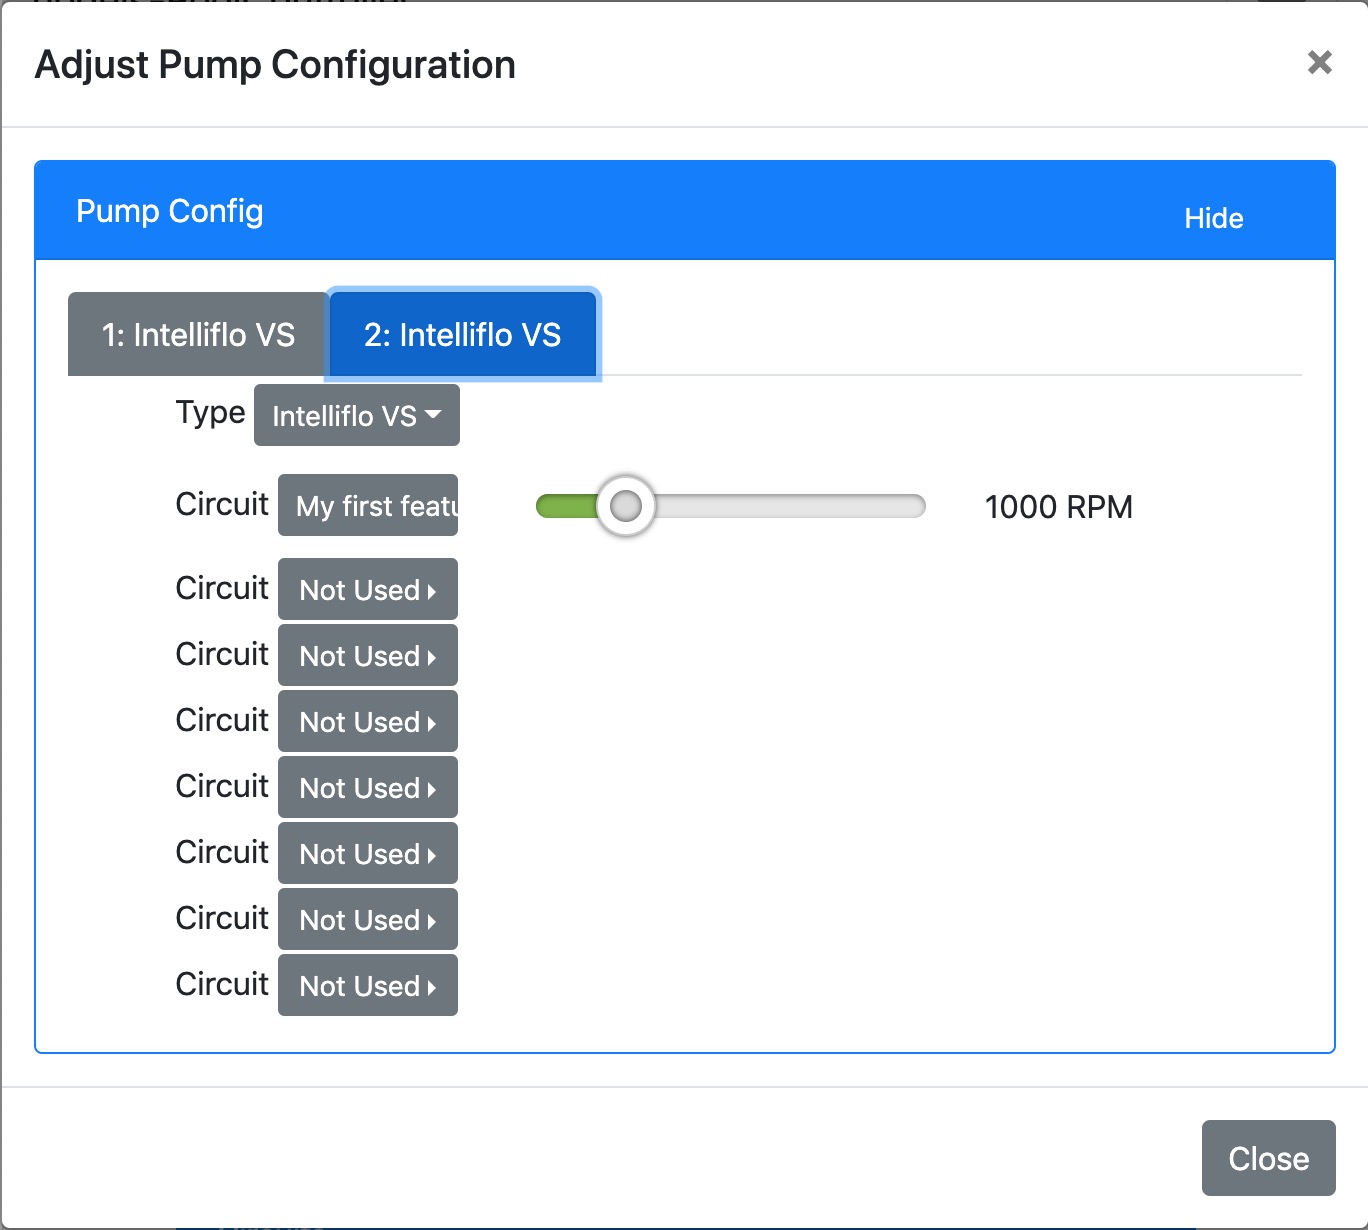 Adjust Pump Configuration
×
Pump Config
Hide
1: Intelliflo VS
2: Intelliflo VS
Type Intelliflo VS
Circuit My first featu
1000 RPM
Circuit Not Used
Circuit Not Used
Circuit Not Used
Circuit Not Used
Circuit Not Used
Circuit Not Used
Circuit Not Used
Close